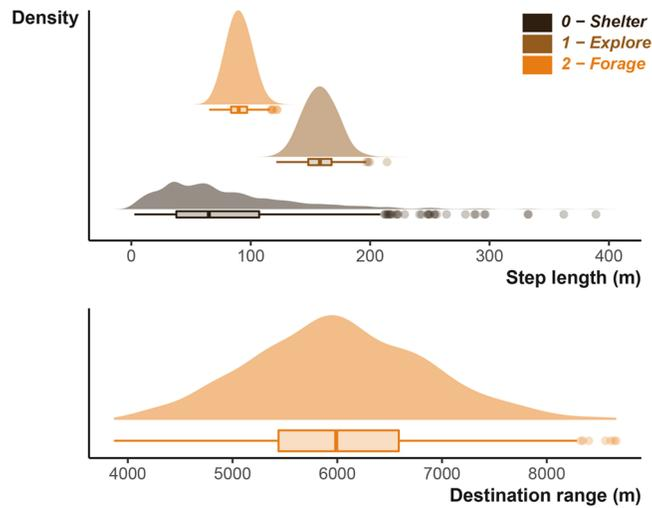 Density
0 − Shelter
1 − Explore
2 − Forage
0 100 200 300 400
Step length (m)
4000 5000 6000 7000 8000
Destination range (m)